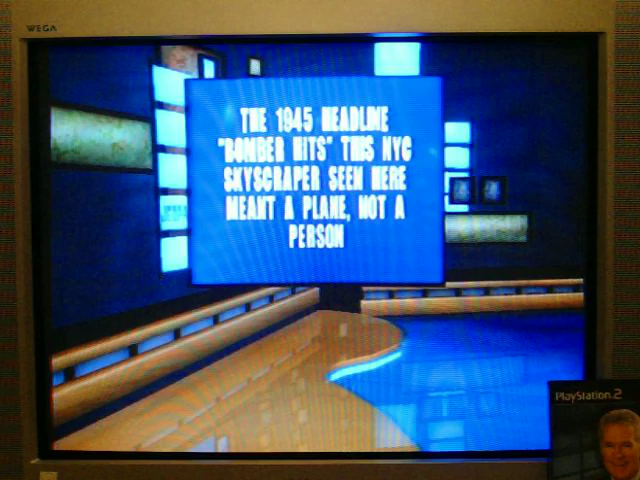 WEGA
THE 1945 HEADLINE
"BOMBER HITS" THIS NYC
SKYSCRAPER SEEN HERE
MEANT A PLANE, NOT A
PERSON
PlayStation.2